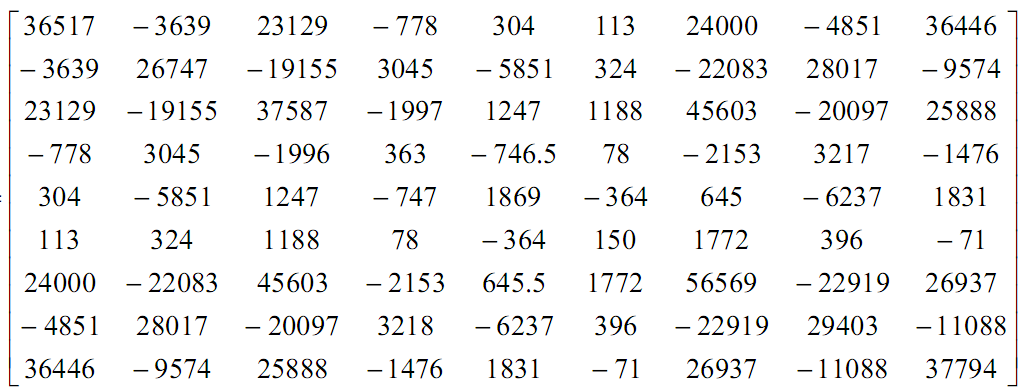 36517 − 3639 23129 − 778 304 113 24000 − 4851 36446
− 3639 26747 − 19155 3045 − 5851 324 − 22083 28017 − 9574
23129 − 19155 37587 − 1997 1247 1188 45603 − 20097 25888
− 778 3045 − 1996 363 − 746.5 78 − 2153 3217 − 1476
304 − 5851 1247 − 747 1869 − 364 645 − 6237 1831
113 324 1188 78 − 364 150 1772 396 − 71
24000 − 22083 45603 − 2153 645.5 1772 56569 − 22919 26937
− 4851 28017 − 20097 3218 − 6237 396 − 22919 29403 −11088
36446 − 9574 25888 −1476 1831 − 71 26937 −11088 37794